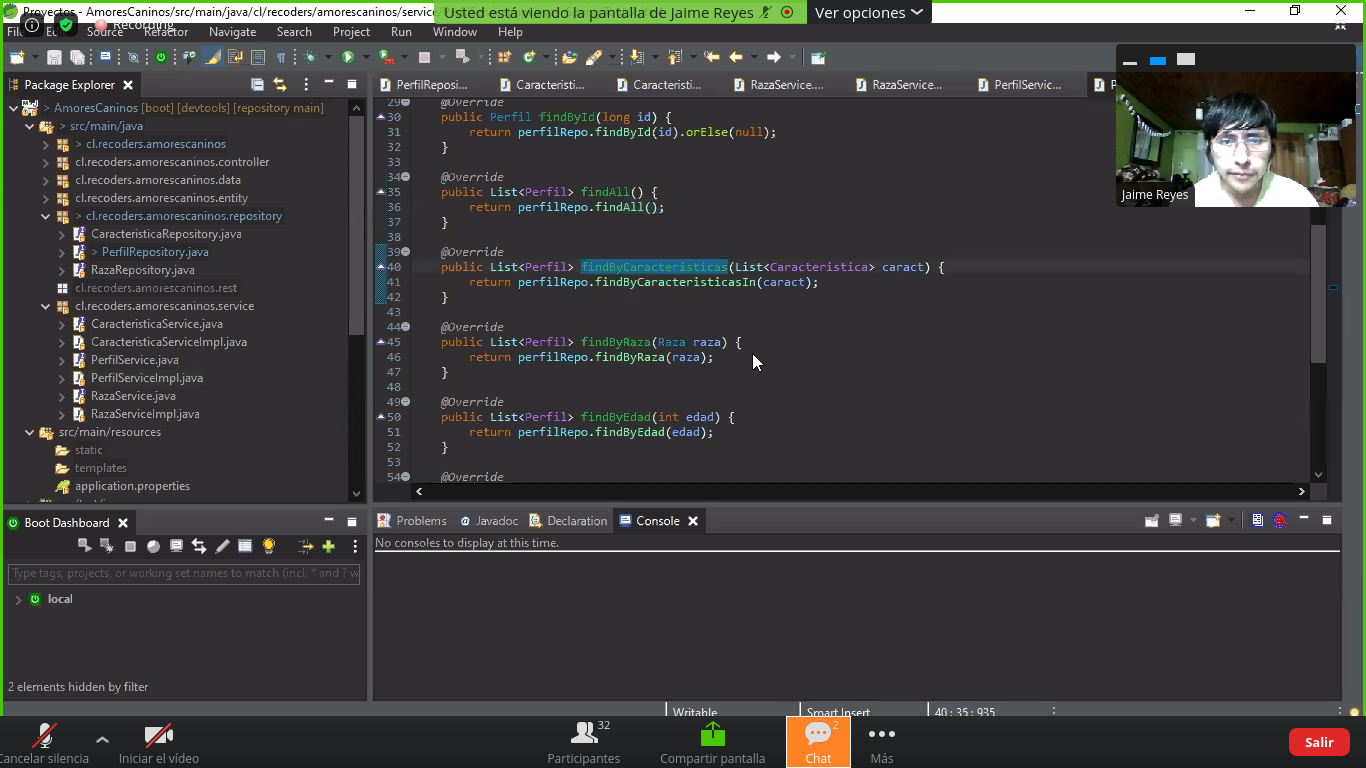 Proyectos - AmoresCaninos/src/main/java/cl/recoders/amorescaninos/service
Usted está viendo la pantalla de Jaime Reyes
Ver opciones
Recording
Source Refactor Navigate Search Project Run Window Help
Package Explorer
PerfilReposi...
Caracteristi...
Caracteristi...
RazaService....
RazaService...
PerfilServic...
> AmoresCaninos [boot] [devtools] [repository main]
> src/main/java
> cl.recoders.amorescaninos
cl.recoders.amorescaninos.controller
cl.recoders.amorescaninos.data
cl.recoders.amorescaninos.entity
> cl.recoders.amorescaninos.repository
CaracteristicaRepository.java
> PerfilRepository.java
RazaRepository.java
cl.recoders.amorescaninos.rest
cl.recoders.amorescaninos.service
CaracteristicaService.java
CaracteristicaServiceImpl.java
PerfilService.java
PerfilServiceImpl.java
RazaService.java
RazaServiceImpl.java
src/main/resources
static
templates
application.properties
29 @Override
30 public Perfil findById(long id) {
31 return perfilRepo.findById(id).orElse(null);
32 }
33
34 @Override
35 public List<Perfil> findAll() {
36 return perfilRepo.findAll();
37 }
38
39 @Override
40 public List<Perfil> findByCaracteristicas(List<Caracteristica> caract) {
41 return perfilRepo.findByCaracteristicasIn(caract);
42 }
43
44 @Override
45 public List<Perfil> findByRaza(Raza raza) {
46 return perfilRepo.findByRaza(raza);
47 }
48
49 @Override
50 public List<Perfil> findByEdad(int edad) {
51 return perfilRepo.findByEdad(edad);
52 }
53
54 @Override
Jaime Reyes
Boot Dashboard
Type tags, projects, or working set names to match (incl. * and ? w
local
2 elements hidden by filter
Problems
Javadoc
Declaration
Console
No consoles to display at this time.
Writable
Smart Insert
40 : 35 : 935
Cancelar silencia
Iniciar el vídeo
32
Participantes
Compartir pantalla
2
Chat
Más
Salir